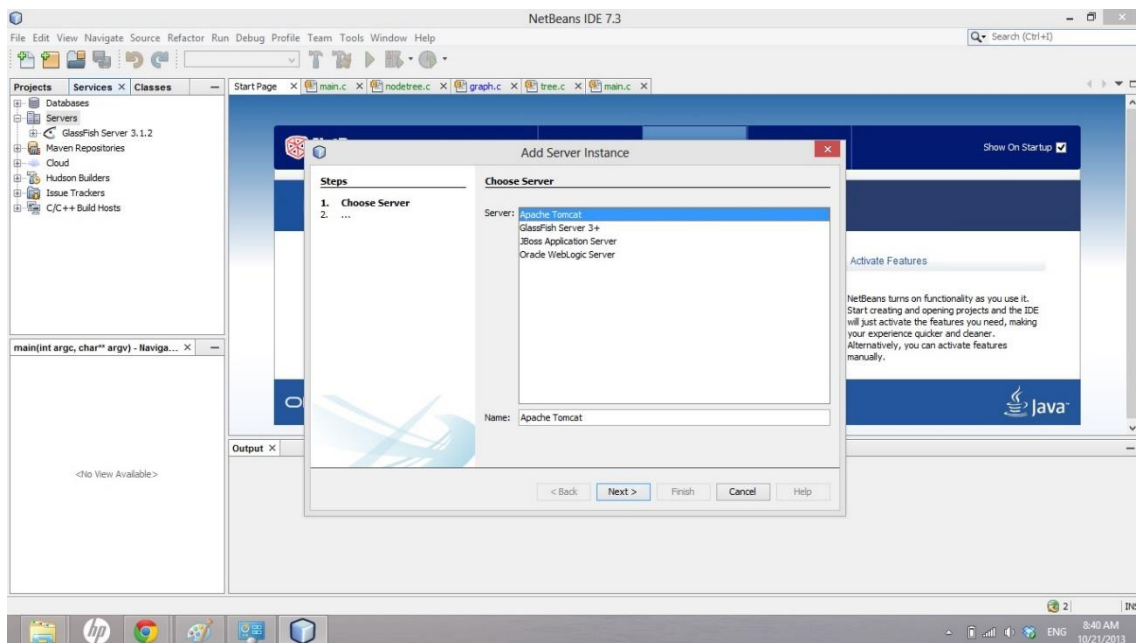 NetBeans IDE 7.3
File Edit View Navigate Source Refactor Run Debug Profile Team Tools Window Help
Search (Ctrl+I)
Projects Services Classes
Start Page main.c nodetree.c graph.c tree.c main.c
Databases
Servers
GlassFish Server 3.1.2
Maven Repositories
Cloud
Hudson Builders
Issue Trackers
C/C++ Build Hosts
Show On Startup
Add Server Instance
Steps
1. Choose Server
2. ...
Choose Server
Server: Apache Tomcat
GlassFish Server 3+
JBoss Application Server
Oracle WebLogic Server
Name: Apache Tomcat
< Back Next > Finish Cancel Help
Activate Features
NetBeans turns on functionality as you use it.
Start creating and opening projects and the IDE
will just activate the features you need, making
your experience quicker and cleaner.
Alternatively, you can activate features
manually.
Java
main(int argc, char** argv) - Naviga...
<No View Available>
Output
2
hp
ENG
8:40 AM
10/21/2013